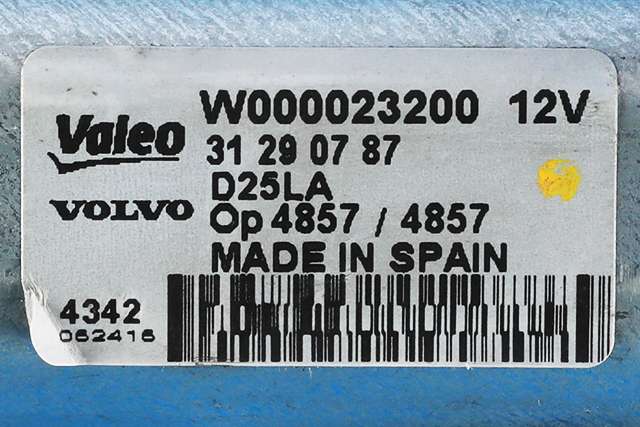 W000023200 12V
Valeo
31 29 07 87
D25LA
VOLVO
Op 4857 / 4857
MADE IN SPAIN
4342
062416